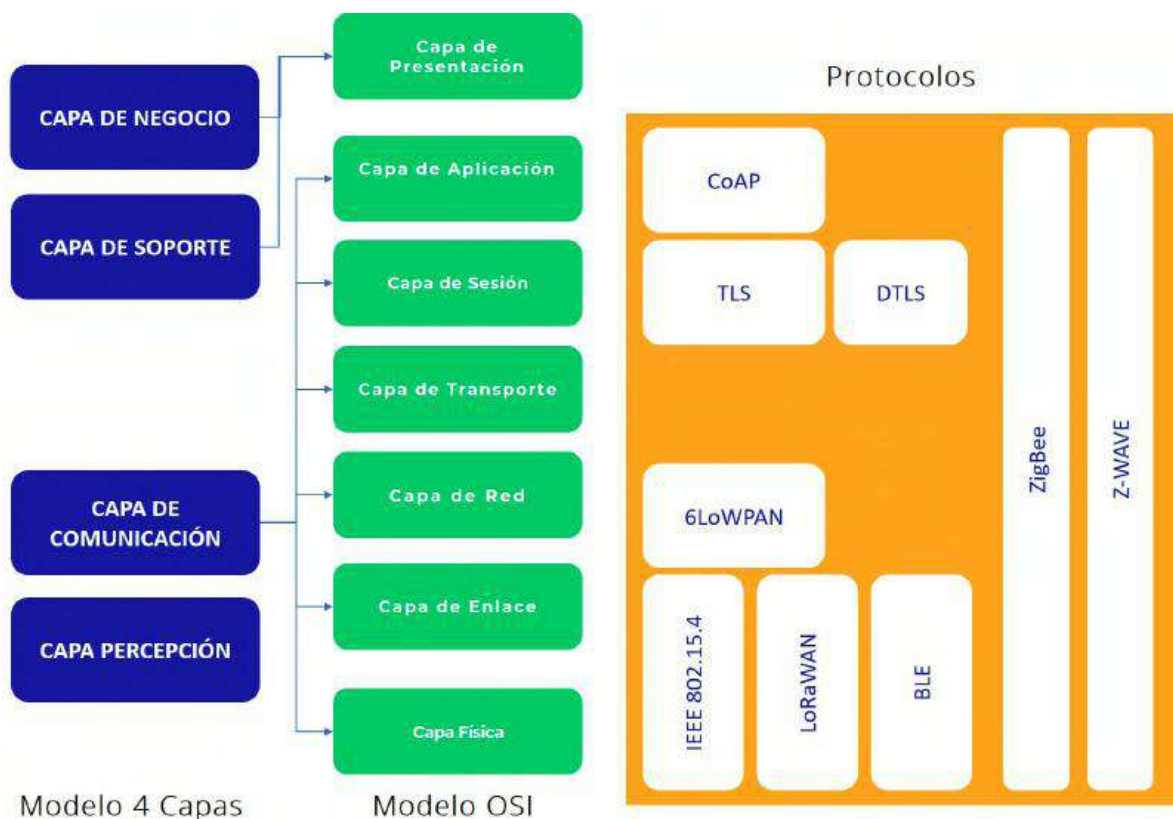 CAPA DE NEGOCIO
CAPA DE SOPORTE
CAPA DE
COMUNICACIÓN
CAPA PERCEPCIÓN
Modelo 4 Capas
Capa de
Presentación
Capa de Aplicación
Capa de Sesión
Capa de Transporte
Capa de Red
Capa de Enlace
Capa Física
Modelo OSI
Protocolos
CoAP
TLS
DTLS
6LoWPAN
IEEE 802.15.4
LoRaWAN
BLE
ZigBee
Z-WAVE